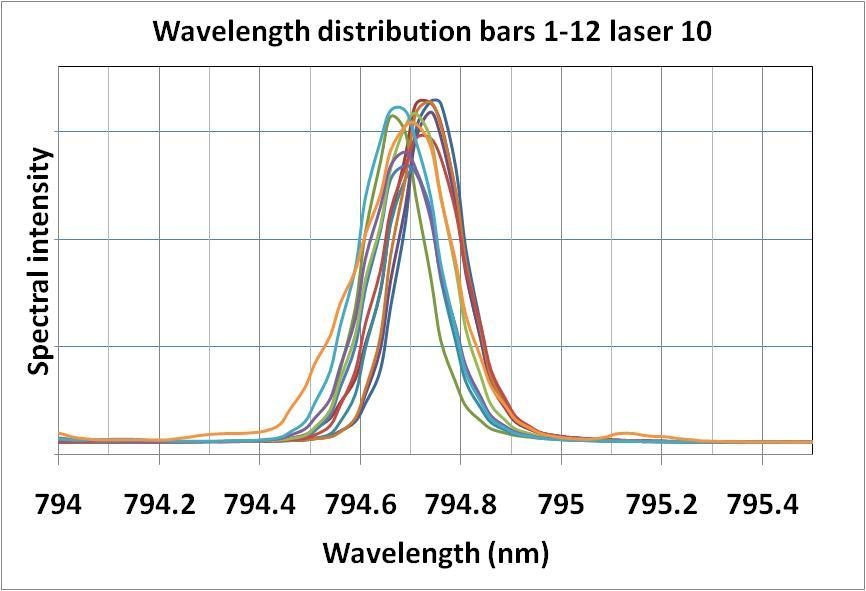 Wavelength distribution bars 1-12 laser 10
Spectral intensity
794 794.2 794.4 794.6 794.8 795 795.2 795.4
Wavelength (nm)